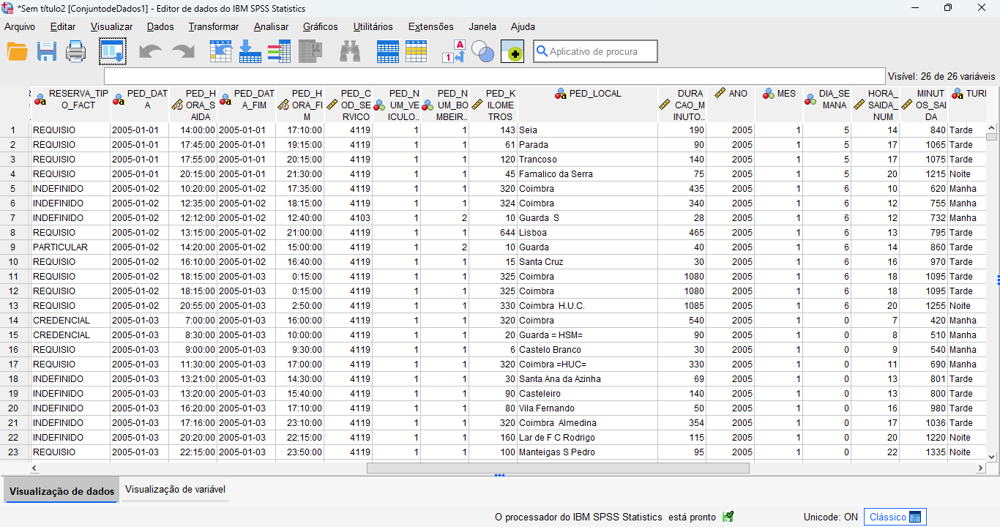 *Sem título2 [ConjuntodeDados1] - Editor de dados do IBM SPSS Statistics
Arquivo Editar Visualizar Dados Transformar Analisar Gráficos Utilitários Extensões Janela Ajuda
A
1
a
Aplicativo de procura
Visível: 26 de 26 variáveis
RESERVA_TIP PED_DAT PED_H PED_DAT PED_H PED_C PED_N PED_N PED_K PED_LOCAL DURA ANO MES DIA_SE HORA_ MINUT TURI
O_FACT A ORA_S A_FIM ORA_FI OD_SE UM_VE UM_BO ILOME CAO_M MANA SAIDA_ OS_SAI
AIDA M RVICO ICULO.. MBEIR.. TROS INUTO.. NUM DA
1 REQUISIO 2005-01-01 14:00:00 2005-01-01 17:10:00 4119 1 1 143 Seia 190 2005 1 5 14 840 Tarde
2 REQUISIO 2005-01-01 17:45:00 2005-01-01 19:15:00 4119 1 1 61 Parada 90 2005 1 5 17 1065 Tarde
3 REQUISIO 2005-01-01 17:55:00 2005-01-01 20:15:00 4119 1 1 120 Trancoso 140 2005 1 5 17 1075 Tarde
4 REQUISIO 2005-01-01 20:15:00 2005-01-01 21:30:00 4119 1 1 45 Famalico da Serra 75 2005 1 5 20 1215 Noite
5 INDEFINIDO 2005-01-02 10:20:00 2005-01-02 17:35:00 4119 1 1 320 Coimbra 435 2005 1 6 10 620 Manha
6 INDEFINIDO 2005-01-02 12:35:00 2005-01-02 18:15:00 4119 1 1 324 Coimbra 340 2005 1 6 12 755 Manha
7 INDEFINIDO 2005-01-02 12:12:00 2005-01-02 12:40:00 4103 1 2 10 Guarda S 28 2005 1 6 12 732 Manha
8 REQUISIO 2005-01-02 13:15:00 2005-01-02 21:00:00 4119 1 1 644 Lisboa 465 2005 1 6 13 795 Tarde
9 PARTICULAR 2005-01-02 14:20:00 2005-01-02 15:00:00 4119 1 2 10 Guarda 40 2005 1 6 14 860 Tarde
10 REQUISIO 2005-01-02 16:10:00 2005-01-02 16:40:00 4119 1 1 15 Santa Cruz 30 2005 1 6 16 970 Tarde
11 REQUISIO 2005-01-02 18:15:00 2005-01-03 0:15:00 4119 1 1 325 Coimbra 1080 2005 1 6 18 1095 Tarde
12 REQUISIO 2005-01-02 18:15:00 2005-01-03 0:15:00 4119 1 1 325 Coimbra 1080 2005 1 6 18 1095 Tarde
13 REQUISIO 2005-01-02 20:55:00 2005-01-03 2:50:00 4119 1 1 330 Coimbra H.U.C. 1085 2005 1 6 20 1255 Noite
14 CREDENCIAL 2005-01-03 7:00:00 2005-01-03 16:00:00 4119 1 1 320 Coimbra 540 2005 1 0 7 420 Manha
15 CREDENCIAL 2005-01-03 8:30:00 2005-01-03 10:00:00 4119 1 1 20 Guarda = HSM= 90 2005 1 0 8 510 Manha
16 REQUISIO 2005-01-03 9:00:00 2005-01-03 9:30:00 4119 1 1 6 Castelo Branco 30 2005 1 0 9 540 Manha
17 REQUISIO 2005-01-03 11:30:00 2005-01-03 17:00:00 4119 1 1 320 Coimbra =HUC= 330 2005 1 0 11 690 Manha
18 INDEFINIDO 2005-01-03 13:21:00 2005-01-03 14:30:00 4119 1 1 30 Santa Ana da Azinha 69 2005 1 0 13 801 Tarde
19 INDEFINIDO 2005-01-03 13:20:00 2005-01-03 15:40:00 4119 1 1 90 Casteleiro 140 2005 1 0 13 800 Tarde
20 INDEFINIDO 2005-01-03 16:20:00 2005-01-03 17:10:00 4119 1 1 80 Vila Fernando 50 2005 1 0 16 980 Tarde
21 INDEFINIDO 2005-01-03 17:16:00 2005-01-03 23:10:00 4119 1 1 320 Coimbra Almedina 354 2005 1 0 17 1036 Tarde
22 INDEFINIDO 2005-01-03 20:20:00 2005-01-03 22:15:00 4119 1 1 160 Lar de F C Rodrigo 115 2005 1 0 20 1220 Noite
23 REQUISIO 2005-01-03 22:15:00 2005-01-03 23:50:00 4119 1 1 100 Manteigas S Pedro 95 2005 1 0 22 1335 Noite
Visualização de dados Visualização de variável
O processador do IBM SPSS Statistics está pronto Unicode: ON Clássico